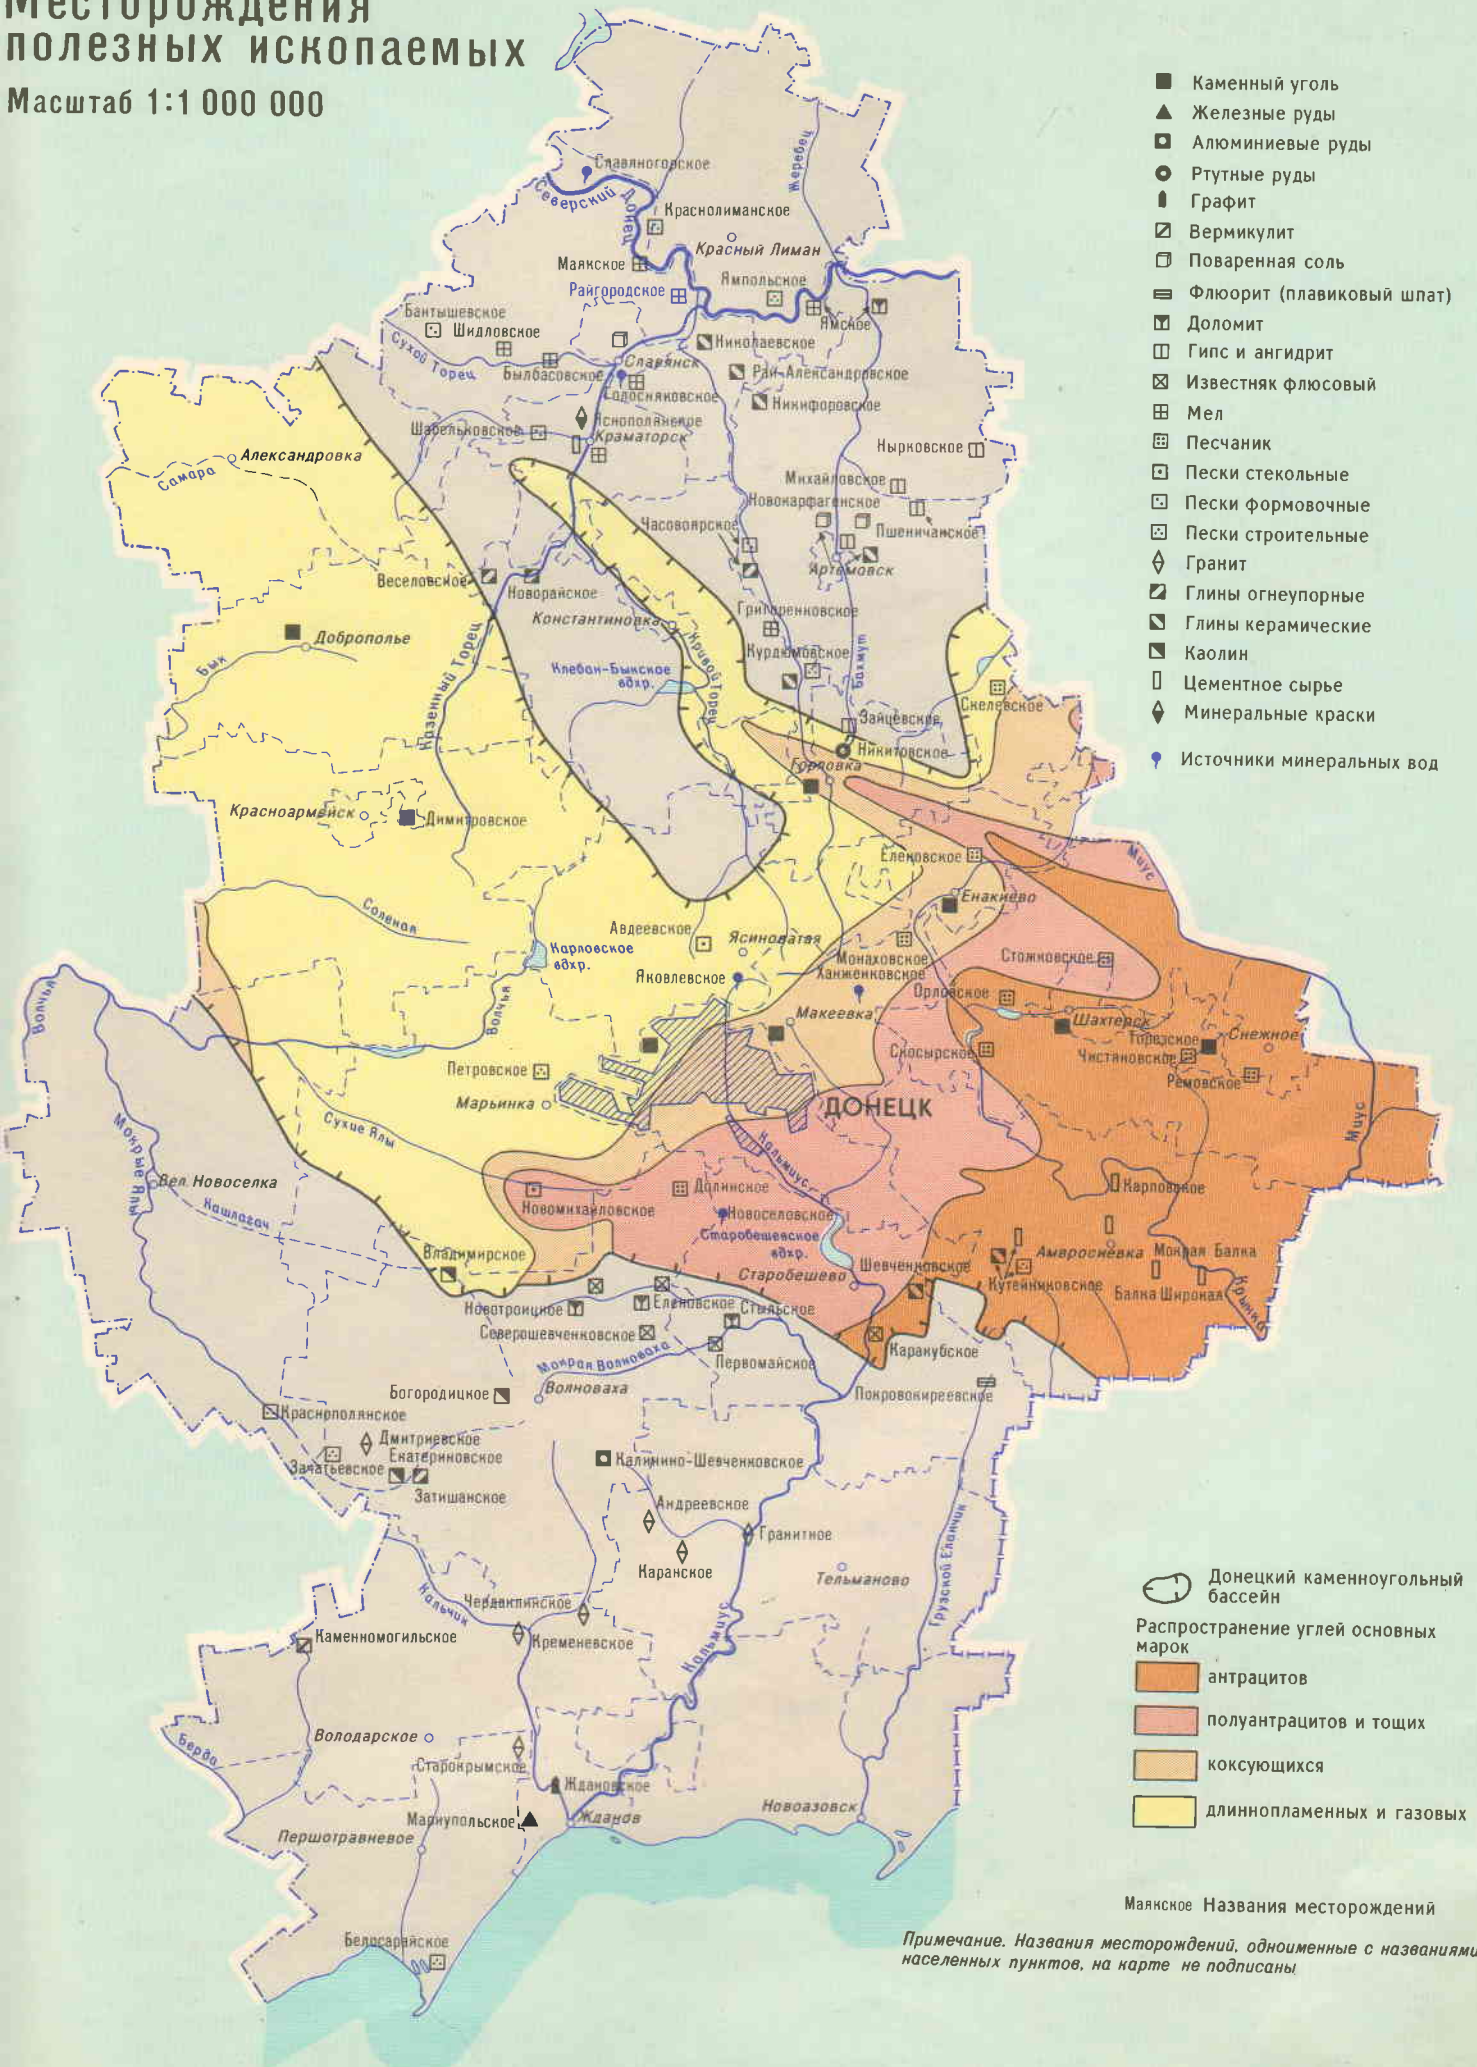 Месторождения
полезных ископаемых
Масштаб 1:1 000 000
Каменный уголь
Железные руды
Алюминиевые руды
Ртутные руды
Графит
Вермикулит
Поваренная соль
Флюорит (плавиковый шпат)
Доломит
Гипс и ангидрит
Известняк флюсовый
Мел
Песчаник
Пески стекольные
Пески формовочные
Пески строительные
Гранит
Глины огнеупорные
Глины керамические
Каолин
Цементное сырье
Минеральные краски
Источники минеральных вод
Славяногорское
Северский Донец
Жеребец
Краснолиманское
Красный Лиман
Маякское
Райгородское
Ямпольское
Ямское
Бантышевское
Шидловское
Сухой Торец
Былбасовское
Славянск
Николаевское
Рай-Александровское
Голосняковское
Никифоровское
Яснополянское
Шабельковское
Краматорск
Нырковское
Александровка
Самара
Михайловское
Новокарфагенское
Пшеничанское
Часовоярское
Артемовск
Веселовское
Новорайское
Константиновка
Григоренковское
Доброполье
Бык
Казенный Торец
Клебан-Быкское
вдхр.
Кривой Торец
Курдюмовское
Бахмут
Скелевское
Зайцевское
Никитовское
Горловка
Красноармейск
Димитровское
Еленовское
Миус
Енакиево
Соленая
Авдеевское
Ясиноватая
Карловское
вдхр.
Монаховское
Стожковское
Яковлевское
Ханженковское
Волчья
Волчья
Орловское
Макеевка
Шахтерск
Торезское
Снежное
Скосырское
Чистяковское
Петровское
Ремовское
Марьинка
ДОНЕЦК
Сухие Ялы
Мокрые Ялы
Кальмиус
Миус
Вел. Новоселка
Кашлагач
Долинское
Карповское
Новомихайловское
Новоселовское
Старобешевское
вдхр.
Владимирское
Амвросиевка
Мокрая Балка
Старобешево
Шевченковское
Кутейниковское
Балка Широкая
Крынка
Новотроицкое
Еленовское
Стыльское
Северошевченковское
Каракубское
Мокрая Волноваха
Первомайское
Богородицкое
Волноваха
Покровокиреевское
Краснополянское
Дмитриевское
Екатериновское
Зачатьевское
Калинино-Шевченковское
Затишанское
Андреевское
Гранитное
Каранское
Тельманово
Грузской Еланчик
Кальчик
Чердаклинское
Каменномогильское
Кременевское
Кальмиус
Володарское
Берда
Старокрымское
Ждановское
Мариупольское
Жданов
Новоазовск
Першотравневое
Белосарайское
Донецкий каменноугольный
бассейн
Распространение углей основных
марок
антрацитов
полуантрацитов и тощих
коксующихся
длиннопламенных и газовых
Маякское Названия месторождений
Примечание. Названия месторождений, одноименные с названиями
населенных пунктов, на карте не подписаны